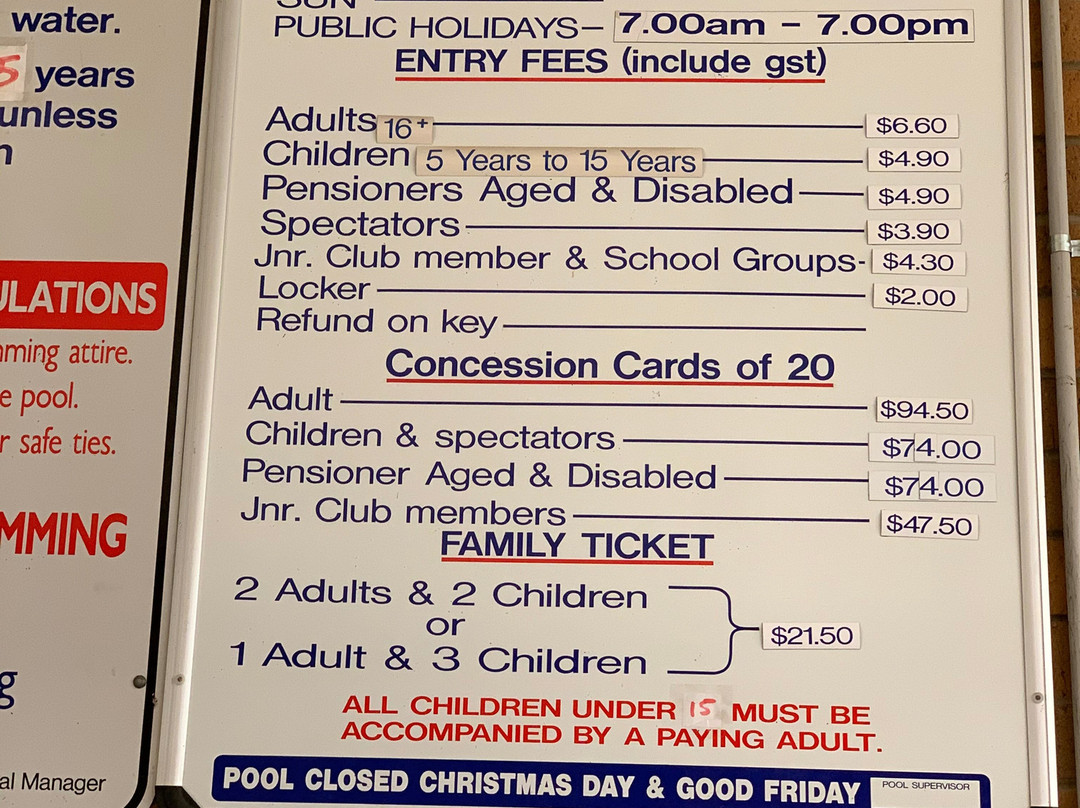 water.
5 years
unless
ULATIONS
mming attire.
e pool.
r safe ties.
MMING
g
al Manager
SUN
PUBLIC HOLIDAYS– 7.00am – 7.00pm
ENTRY FEES (include gst)
Adults 16+ $6.60
Children 5 Years to 15 Years $4.90
Pensioners Aged & Disabled $4.90
Spectators $3.90
Jnr. Club member & School Groups- $4.30
Locker $2.00
Refund on key
Concession Cards of 20
Adult $94.50
Children & spectators $74.00
Pensioner Aged & Disabled $74.00
Jnr. Club members $47.50
FAMILY TICKET
2 Adults & 2 Children
or
$21.50
1 Adult & 3 Children
ALL CHILDREN UNDER 15 MUST BE
ACCOMPANIED BY A PAYING ADULT.
POOL CLOSED CHRISTMAS DAY & GOOD FRIDAY POOL SUPERVISOR